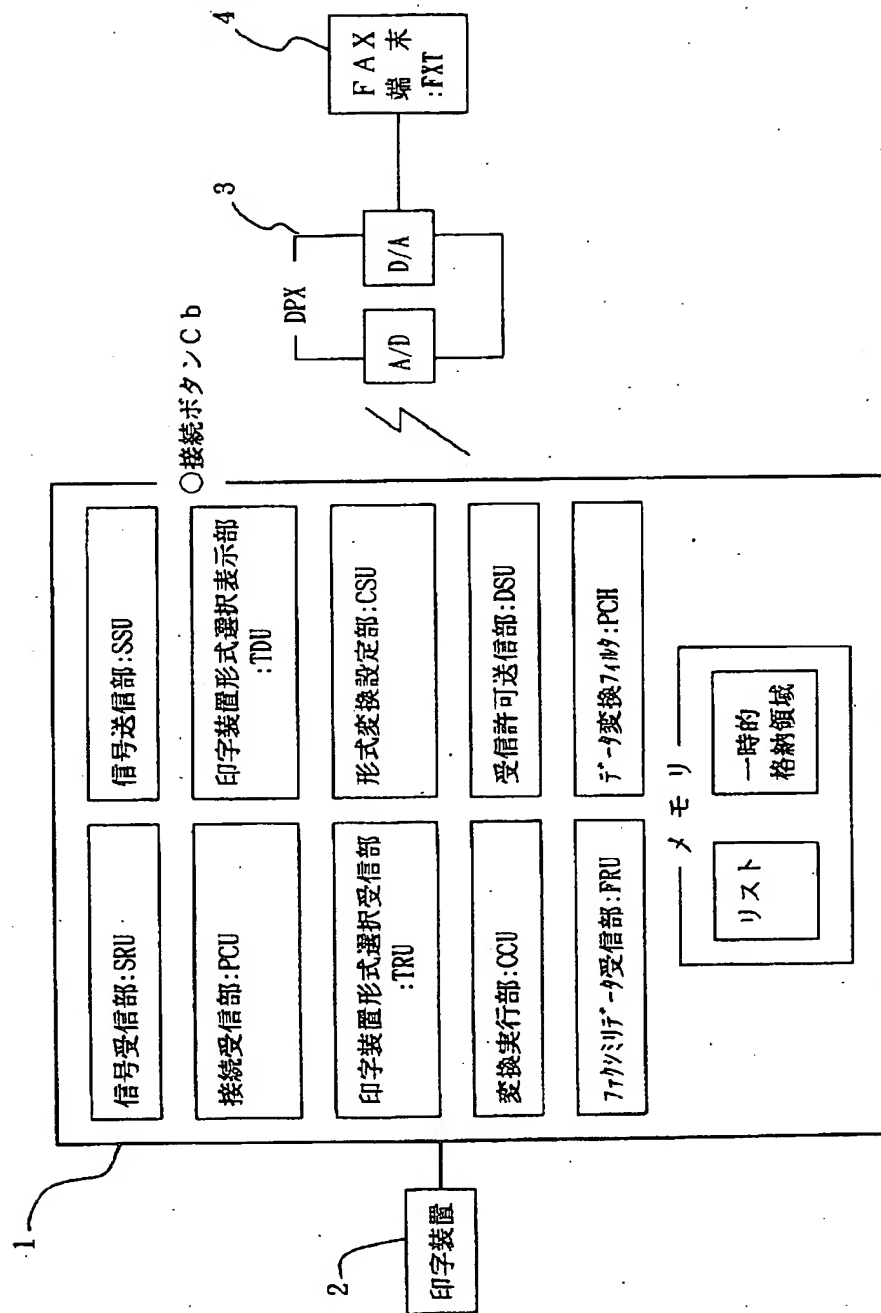 1
信号受信部:SRU
信号送信部:SSU
○接続ボタンCb
接続受信部:PCU
印字装置形式選択表示部
:TDU
印字装置形式選択受信部
:TRU
形式変換設定部:CSU
変換実行部:CCU
受信許可送信部:DSU
ファクシミリデータ受信部:FRU
データ変換フィルタ:PCH
メモリ
リスト
一時的
格納領域
2
印字装置
3
DPX
A/D
D/A
4
FAX
端末
:FXT